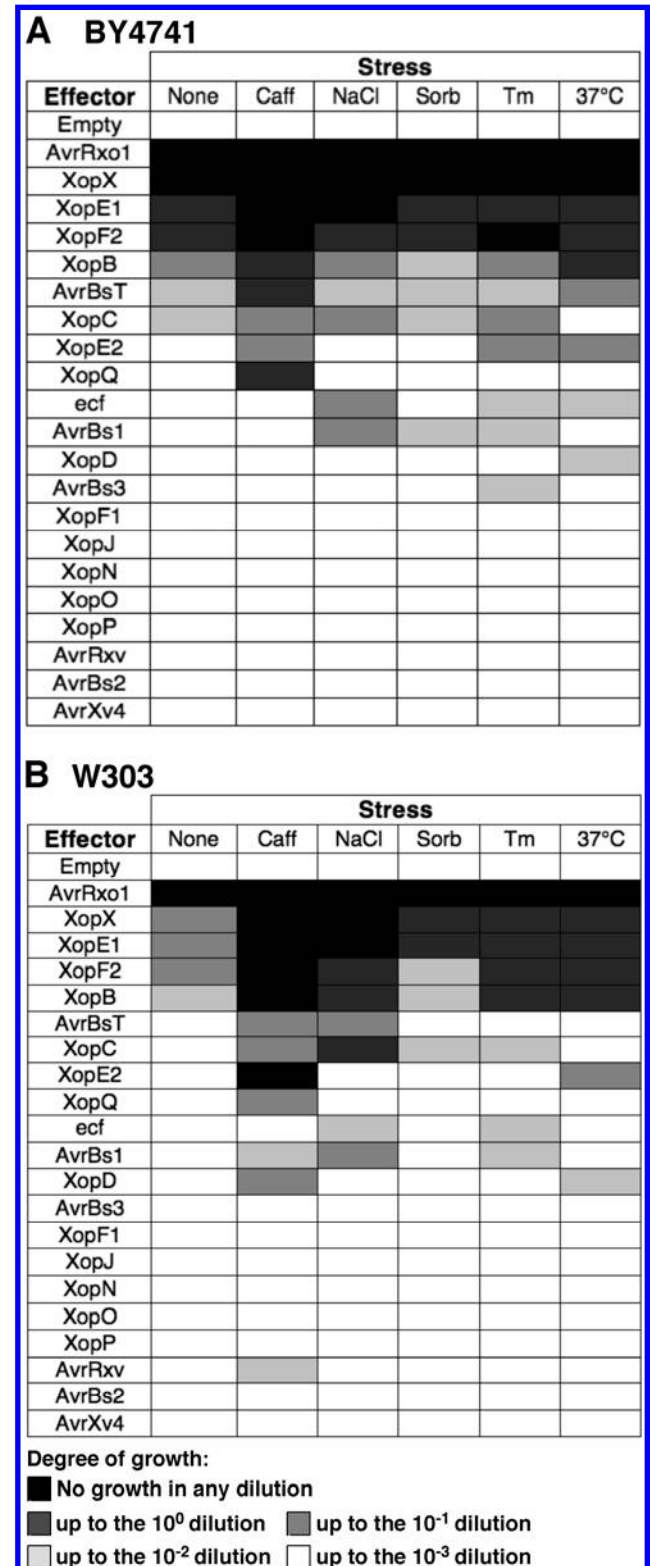 A BY4741
Stress
Effector None Caff NaCl Sorb Tm 37°C
Empty
AvrRxo1
XopX
XopE1
XopF2
XopB
AvrBsT
XopC
XopE2
XopQ
ecf
AvrBs1
XopD
AvrBs3
XopF1
XopJ
XopN
XopO
XopP
AvrRxv
AvrBs2
AvrXv4
B W303
Stress
Effector None Caff NaCl Sorb Tm 37°C
Empty
AvrRxo1
XopX
XopE1
XopF2
XopB
AvrBsT
XopC
XopE2
XopQ
ecf
AvrBs1
XopD
AvrBs3
XopF1
XopJ
XopN
XopO
XopP
AvrRxv
AvrBs2
AvrXv4
Degree of growth:
No growth in any dilution
up to the 10⁰ dilution up to the 10⁻¹ dilution
up to the 10⁻² dilution up to the 10⁻³ dilution